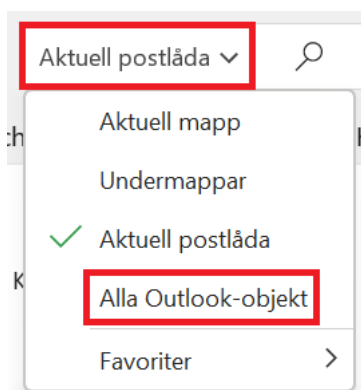 Aktuell postlåda
Aktuell mapp
Undermappar
Aktuell postlåda
Alla Outlook-objekt
Favoriter